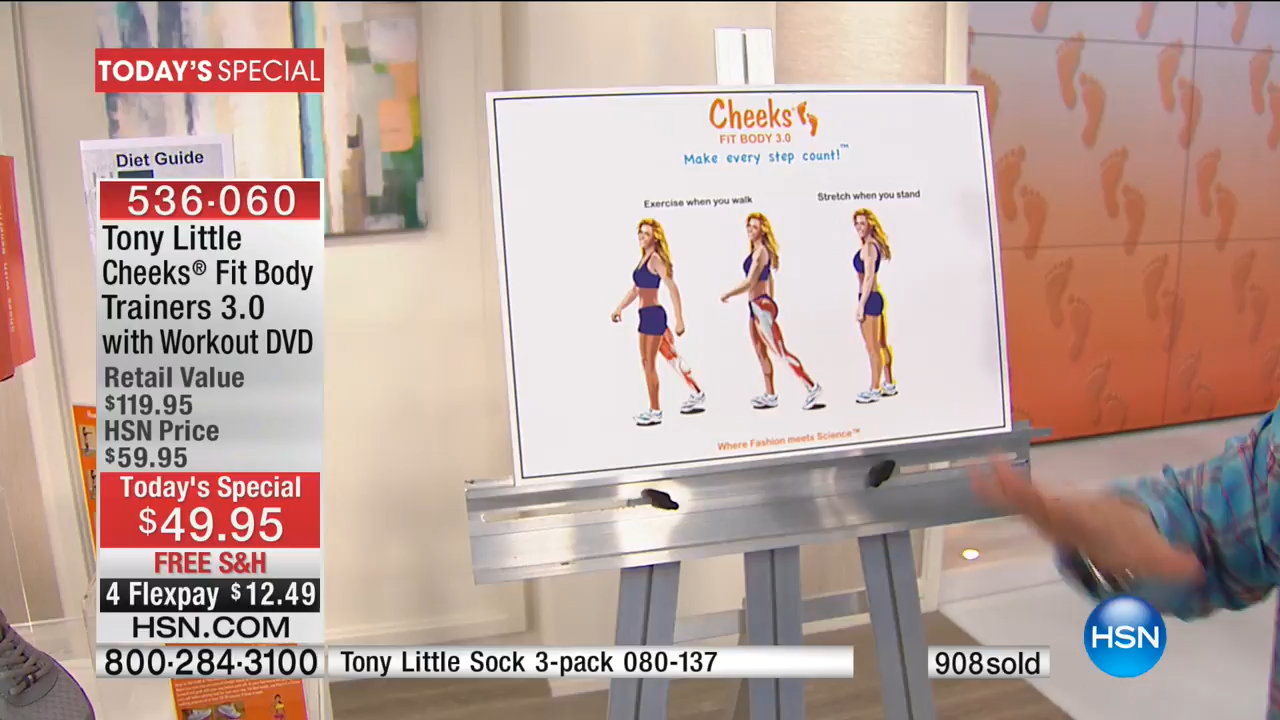 TODAY'S SPECIAL
Diet Guide
536-060
Tony Little
Cheeks® Fit Body
Trainers 3.0
with Workout DVD
Retail Value
$119.95
HSN Price
$59.95
Today's Special
$49.95
FREE S&H
4 Flexpay $12.49
HSN.COM
800·284·3100
Tony Little Sock 3-pack 080-137
908 sold
HSN
Cheeks™
FIT BODY 3.0
Make every step count!™
Exercise when you walk
Stretch when you stand
Where Fashion meets Science™